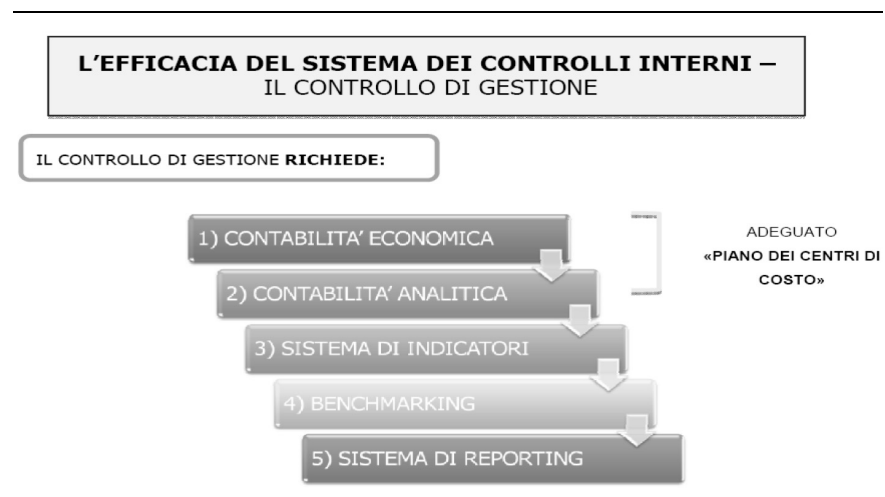 L'EFFICACIA DEL SISTEMA DEI CONTROLLI INTERNI –
IL CONTROLLO DI GESTIONE
IL CONTROLLO DI GESTIONE RICHIEDE:
1) CONTABILITA' ECONOMICA
2) CONTABILITA' ANALITICA
3) SISTEMA DI INDICATORI
4) BENCHMARKING
5) SISTEMA DI REPORTING
ADEGUATO
«PIANO DEI CENTRI DI
COSTO»